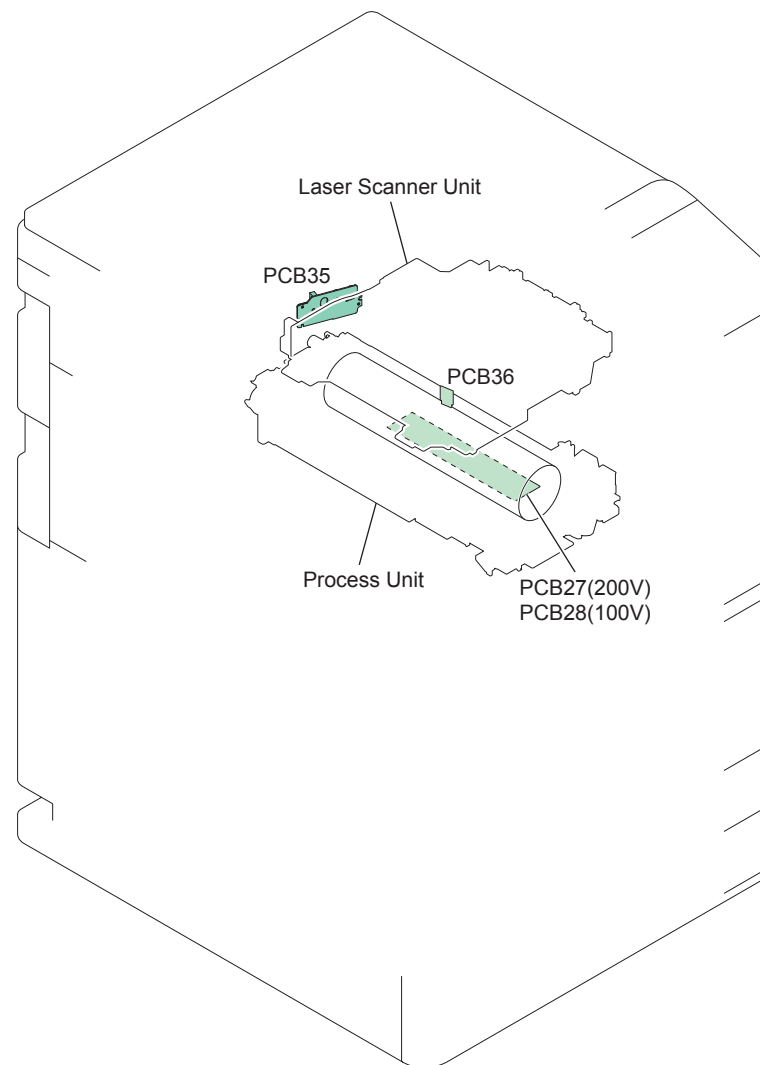 Laser Scanner Unit
PCB35
PCB36
Process Unit
PCB27(200V)
PCB28(100V)